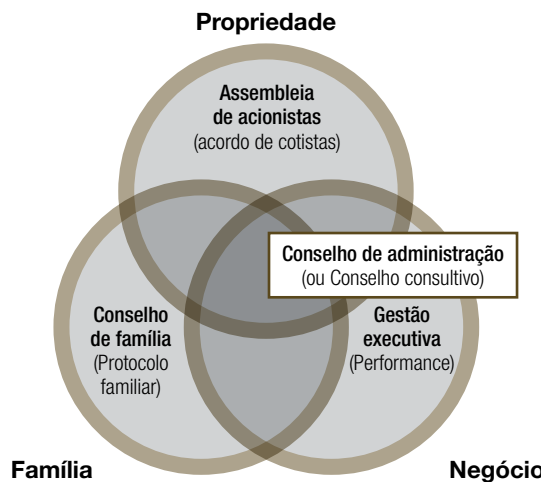 Propriedade
Assembleia
de acionistas
(acordo de cotistas)
Conselho de administração
(ou Conselho consultivo)
Conselho
de família
(Protocolo
familiar)
Gestão
executiva
(Performance)
Família
Negócio